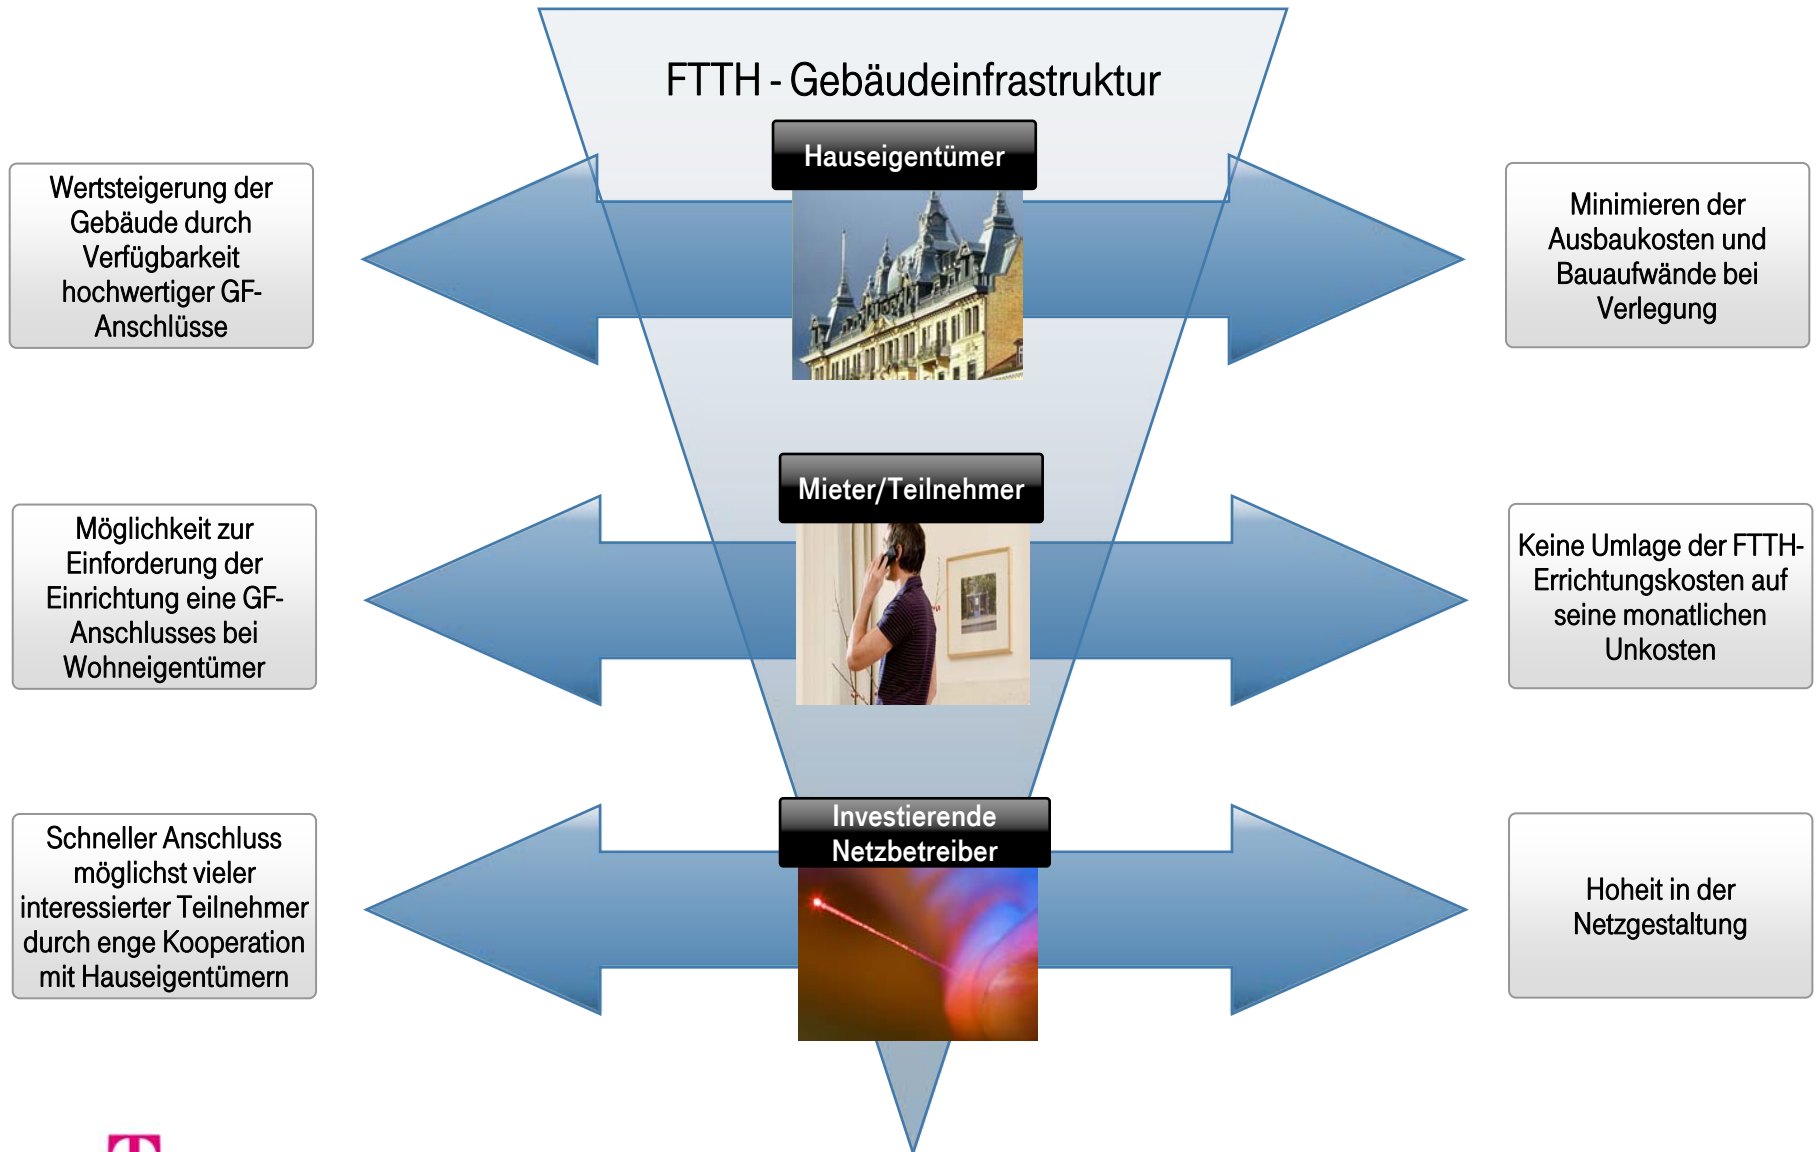 FTTH - Gebäudeinfrastruktur
Hauseigentümer
Wertsteigerung der
Gebäude durch
Verfügbarkeit
hochwertiger GF-
Anschlüsse
Minimieren der
Ausbaukosten und
Bauaufwände bei
Verlegung
Mieter/Teilnehmer
Möglichkeit zur
Einforderung der
Einrichtung eine GF-
Anschlusses bei
Wohneigentümer
Keine Umlage der FTTH-
Errichtungskosten auf
seine monatlichen
Unkosten
Investierende
Netzbetreiber
Schneller Anschluss
möglichst vieler
interessierter Teilnehmer
durch enge Kooperation
mit Hauseigentümern
Hoheit in der
Netzgestaltung
T